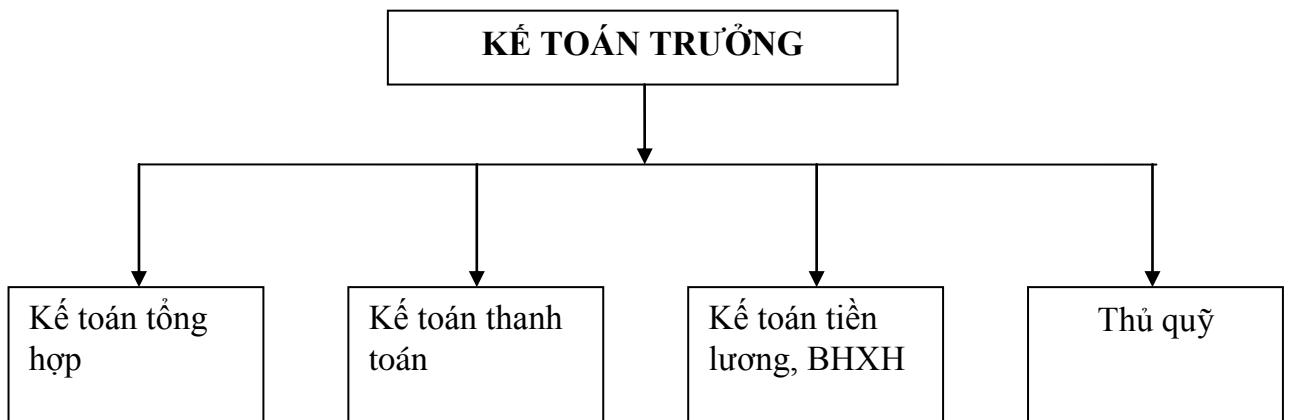 KẾ TOÁN TRƯỞNG
Kế toán tổng
hợp
Kế toán thanh
toán
Kế toán tiền
lương, BHXH
Thủ quỹ